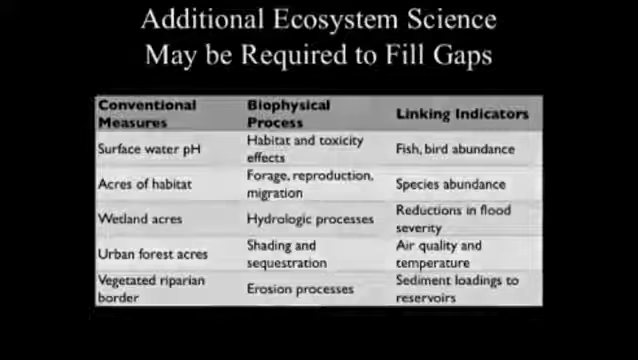 Additional Ecosystem Science
May be Required to Fill Gaps
Conventional Measures | Biophysical Process | Linking Indicators
Surface water pH | Habitat and toxicity effects | Fish, bird abundance
Acres of habitat | Forage, reproduction, migration | Species abundance
Wetland acres | Hydrologic processes | Reductions in flood severity
Urban forest acres | Shading and sequestration | Air quality and temperature
Vegetated riparian border | Erosion processes | Sediment loadings to reservoirs